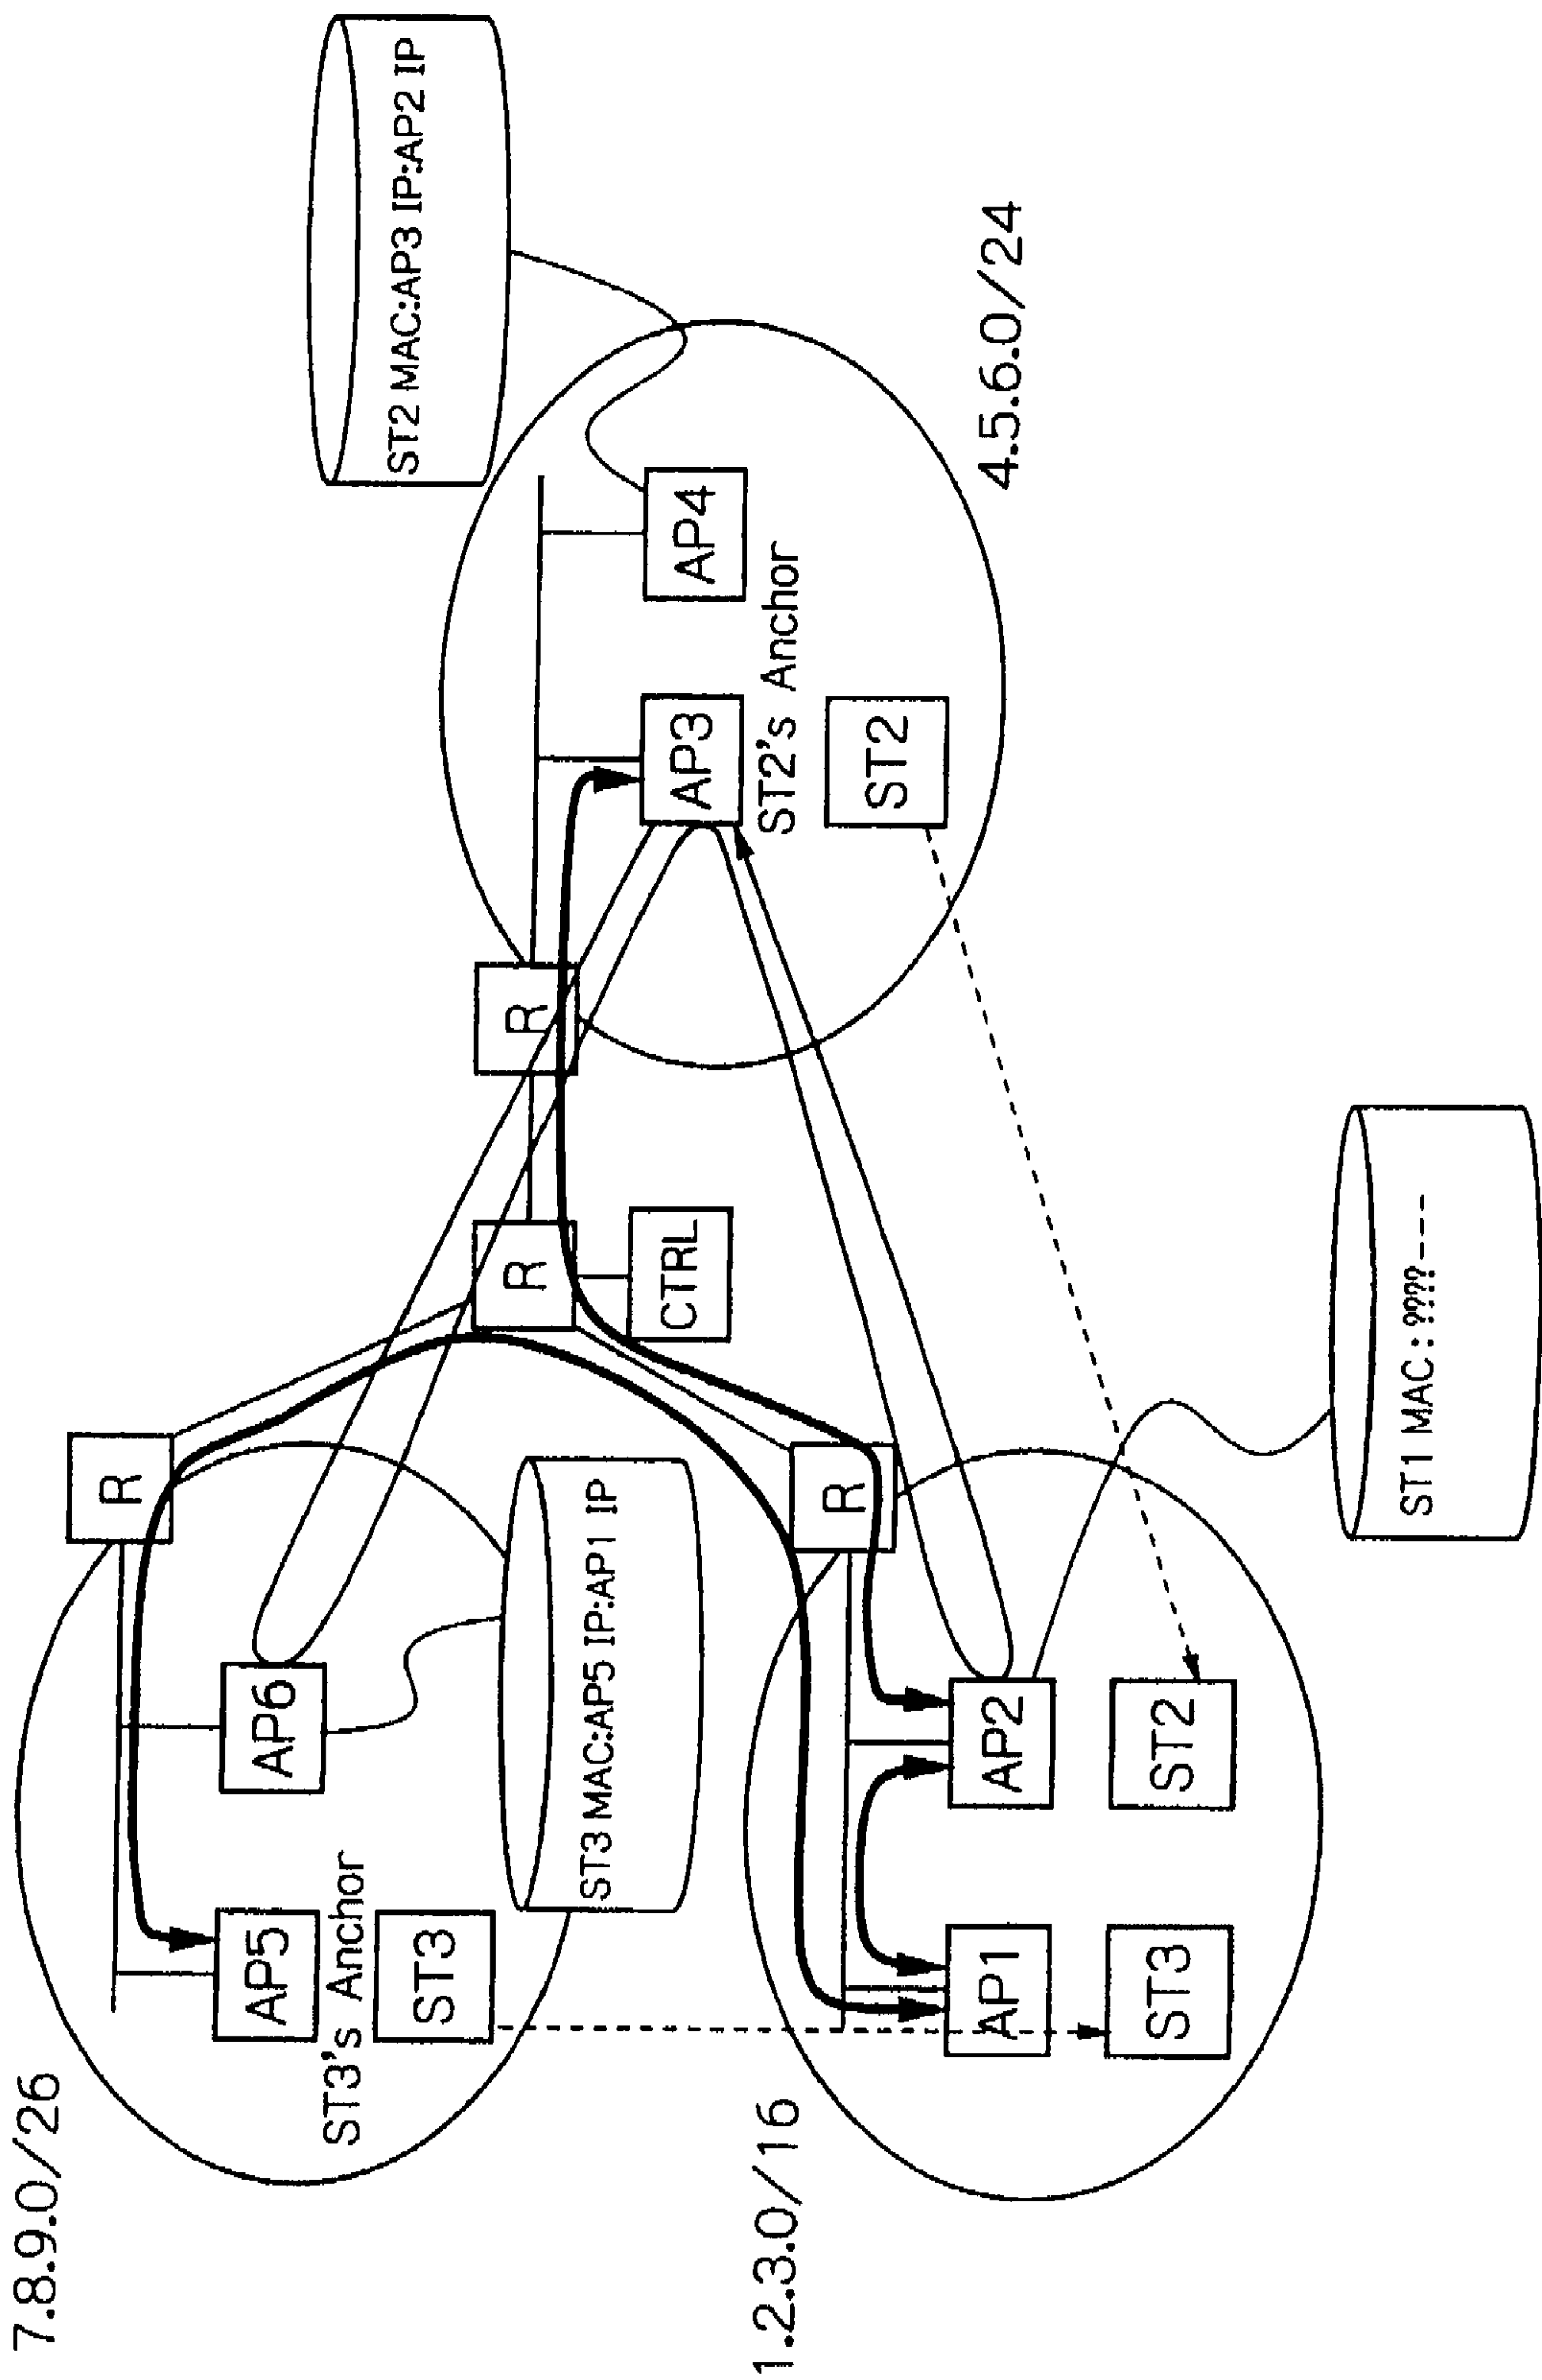 7.8.9.0/26
R
AP5
AP6
ST3's Anchor
ST3
ST3 MAC:AP5 IP:AP1 IP
R
CTRL
R
ST2 MAC:AP3 IP:AP2 IP
AP3
AP4
ST2's Anchor
ST2
4.5.6.0/24
1.2.3.0/16
R
AP1
AP2
ST3
ST2
ST1 MAC:????---